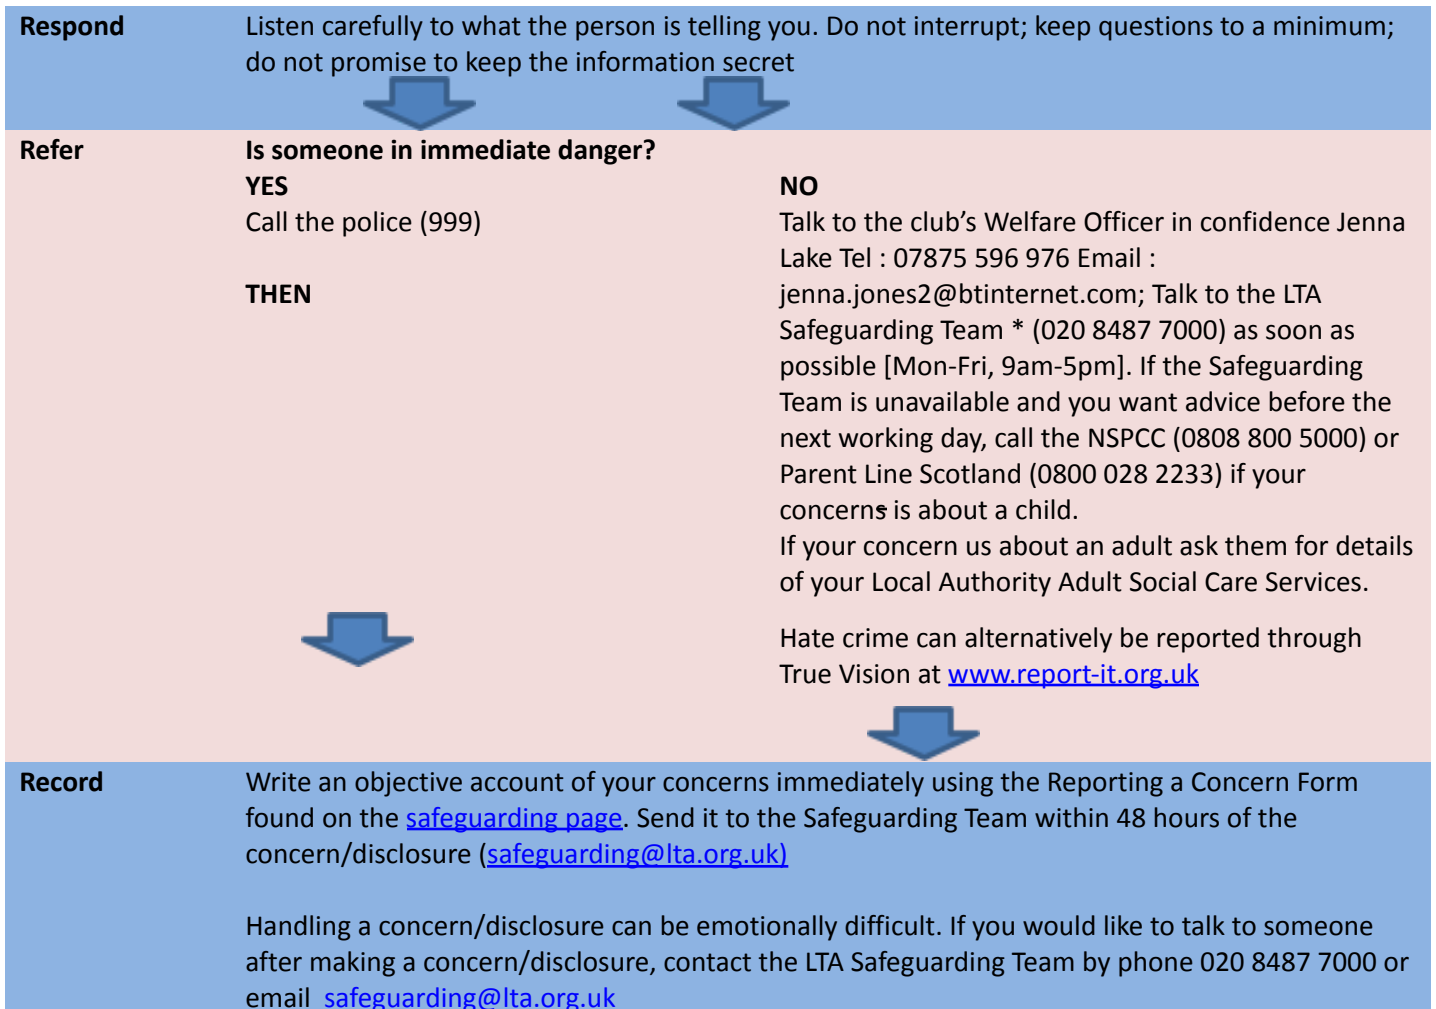 Respond
Listen carefully to what the person is telling you. Do not interrupt; keep questions to a minimum;
do not promise to keep the information secret
Refer
Is someone in immediate danger?
YES
Call the police (999)
THEN
NO
Talk to the club’s Welfare Officer in confidence Jenna
Lake Tel : 07875 596 976 Email :
jenna.jones2@btinternet.com; Talk to the LTA
Safeguarding Team * (020 8487 7000) as soon as
possible [Mon-Fri, 9am-5pm]. If the Safeguarding
Team is unavailable and you want advice before the
next working day, call the NSPCC (0808 800 5000) or
Parent Line Scotland (0800 028 2233) if your
concerns is about a child.
If your concern us about an adult ask them for details
of your Local Authority Adult Social Care Services.
Hate crime can alternatively be reported through
True Vision at www.report-it.org.uk
Record
Write an objective account of your concerns immediately using the Reporting a Concern Form
found on the safeguarding page. Send it to the Safeguarding Team within 48 hours of the
concern/disclosure (safeguarding@lta.org.uk)
Handling a concern/disclosure can be emotionally difficult. If you would like to talk to someone
after making a concern/disclosure, contact the LTA Safeguarding Team by phone 020 8487 7000 or
email safeguarding@lta.org.uk